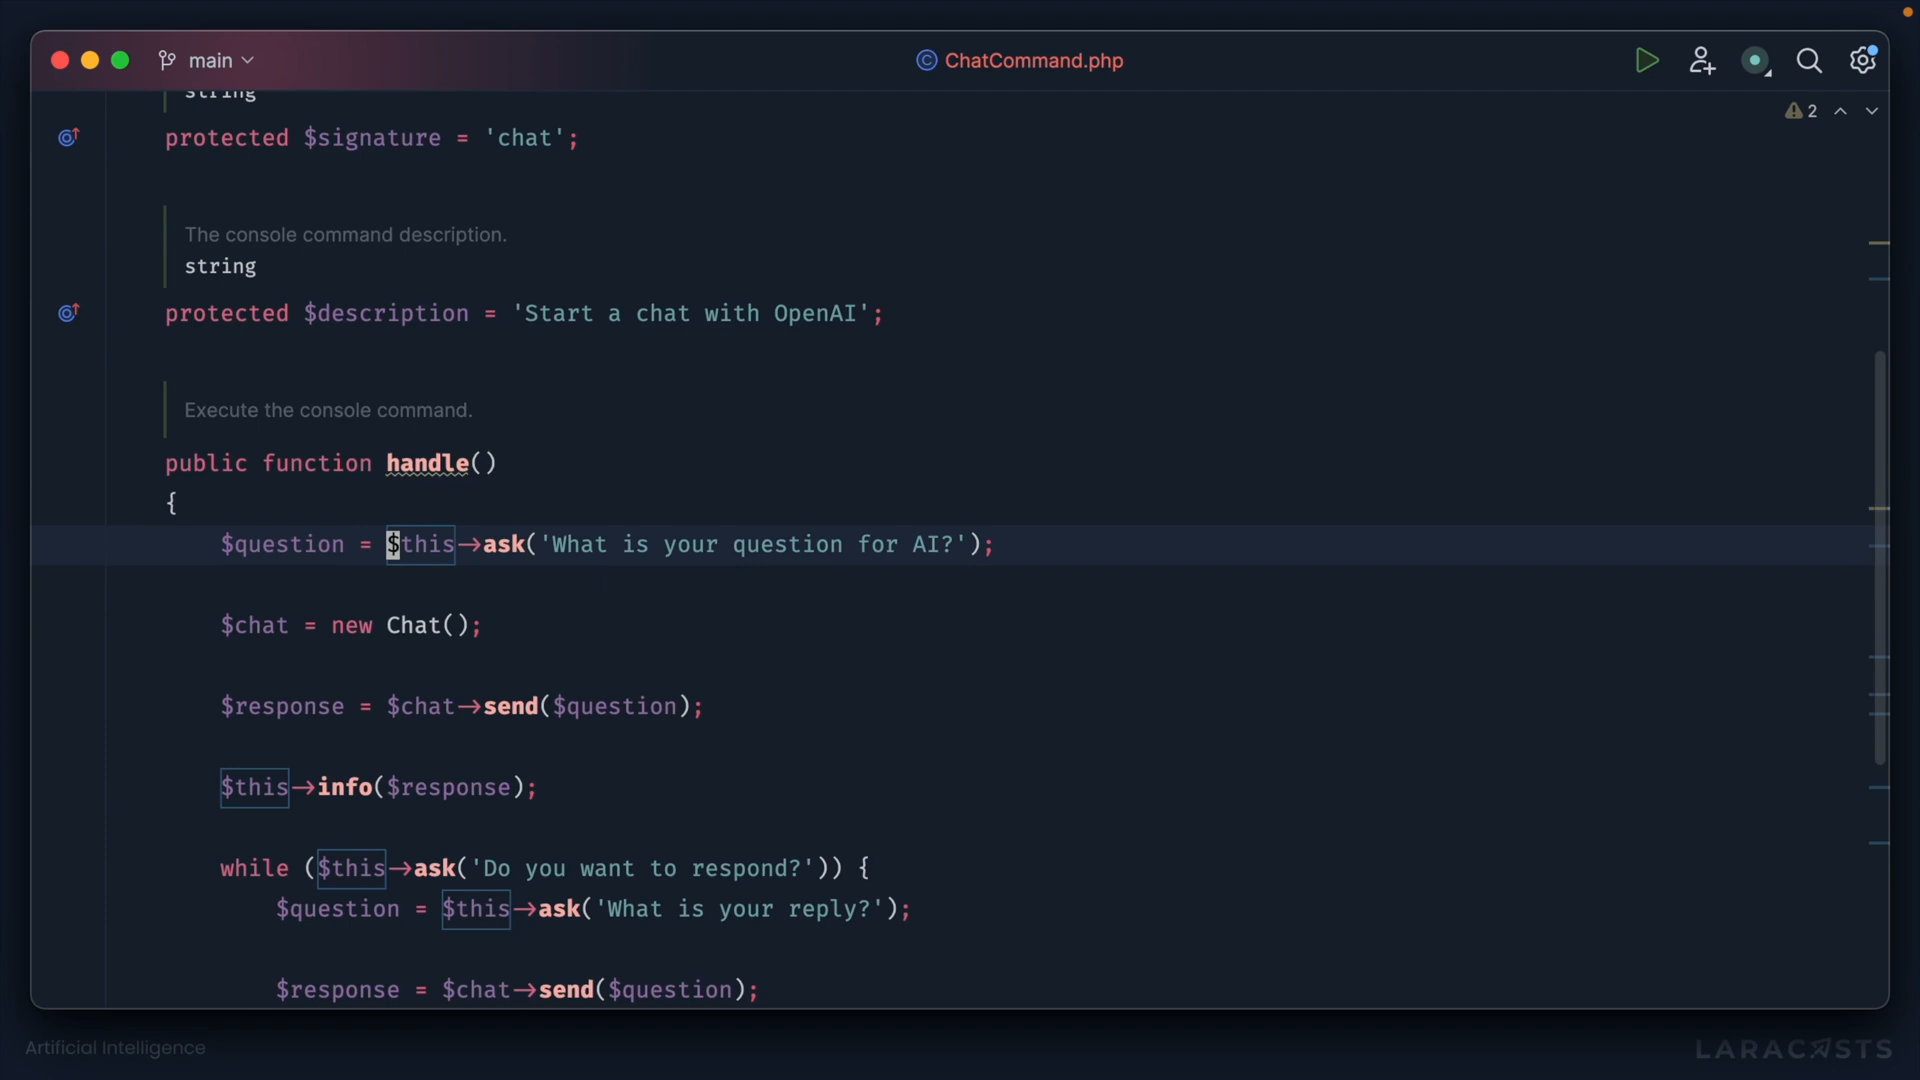 main
ChatCommand.php
string
2
protected $signature = 'chat';
The console command description.
string
protected $description = 'Start a chat with OpenAI';
Execute the console command.
public function handle()
{
$question = $this->ask('What is your question for AI?');
$chat = new Chat();
$response = $chat->send($question);
$this->info($response);
while ($this->ask('Do you want to respond?')) {
$question = $this->ask('What is your reply?');
$response = $chat->send($question);
Artificial Intelligence
LARACASTS